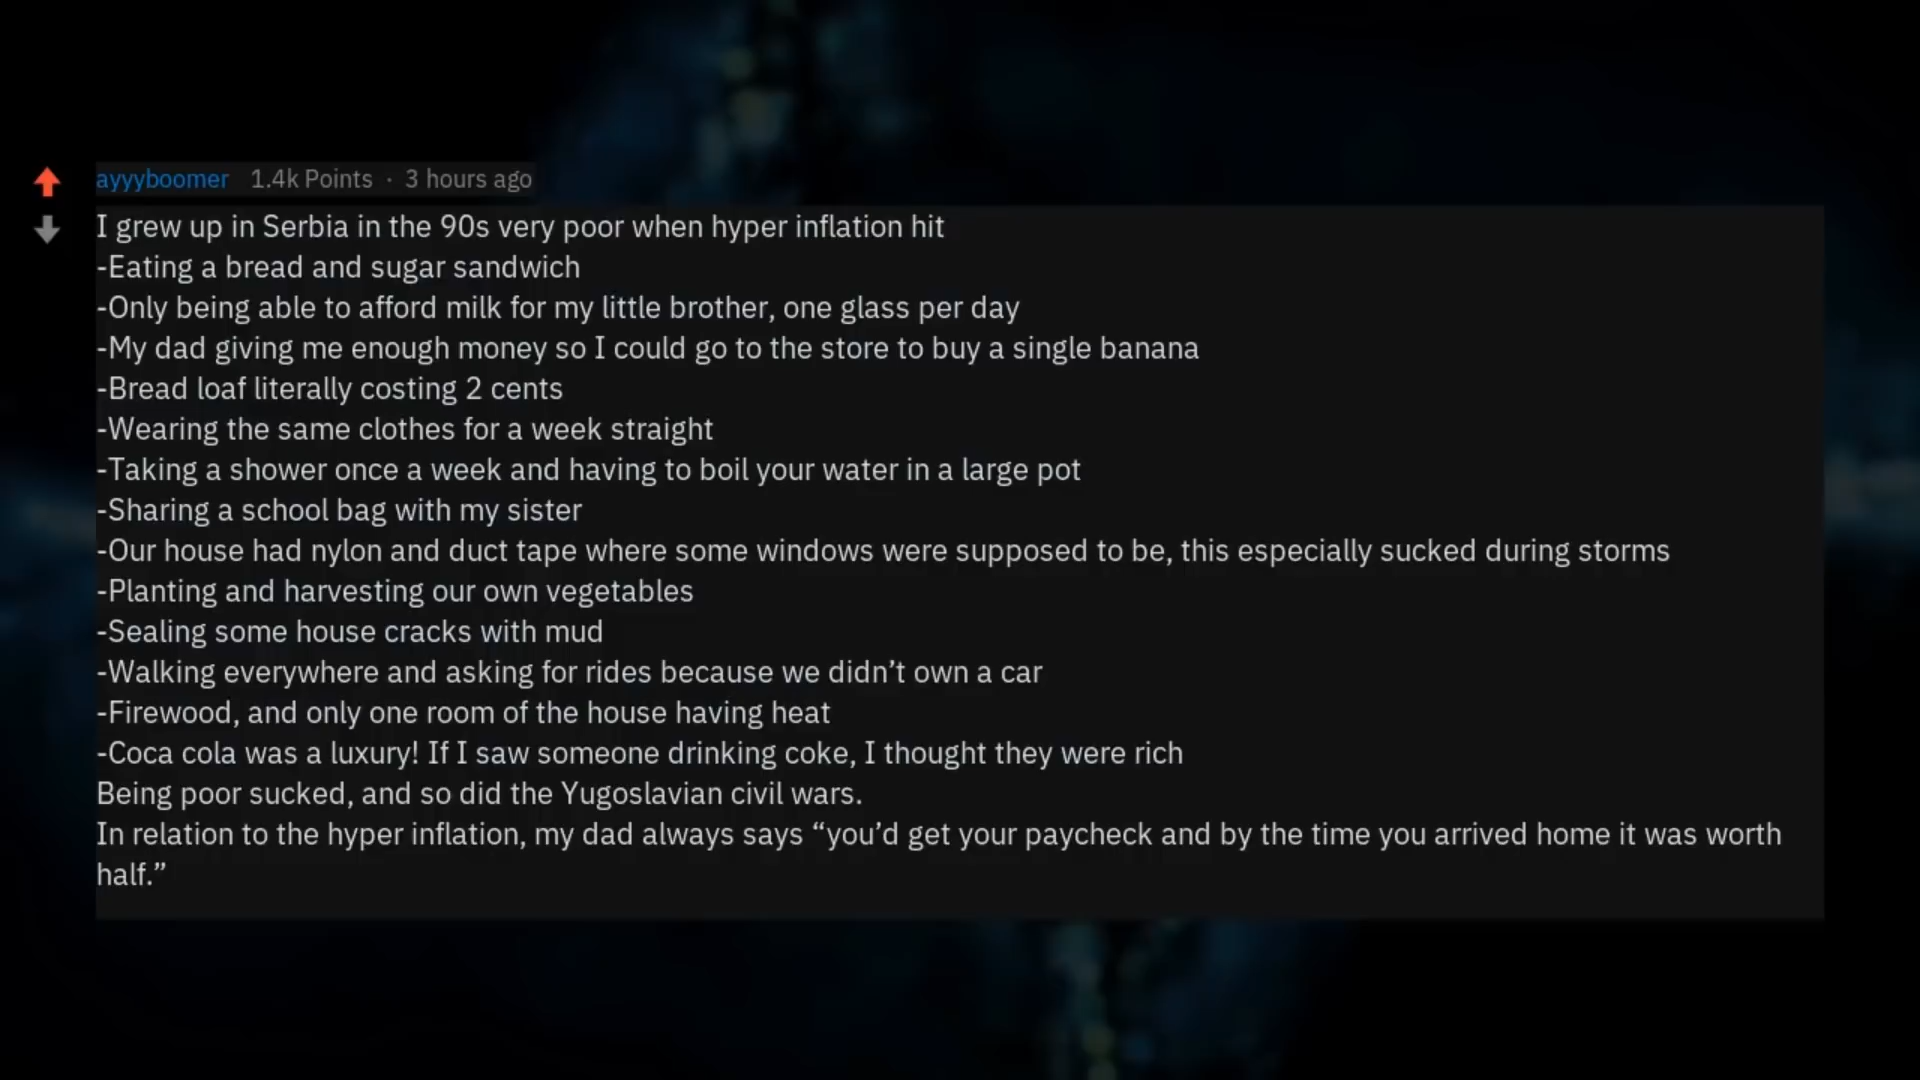 ayyyboomer 1.4k Points · 3 hours ago
I grew up in Serbia in the 90s very poor when hyper inflation hit
-Eating a bread and sugar sandwich
-Only being able to afford milk for my little brother, one glass per day
-My dad giving me enough money so I could go to the store to buy a single banana
-Bread loaf literally costing 2 cents
-Wearing the same clothes for a week straight
-Taking a shower once a week and having to boil your water in a large pot
-Sharing a school bag with my sister
-Our house had nylon and duct tape where some windows were supposed to be, this especially sucked during storms
-Planting and harvesting our own vegetables
-Sealing some house cracks with mud
-Walking everywhere and asking for rides because we didn’t own a car
-Firewood, and only one room of the house having heat
-Coca cola was a luxury! If I saw someone drinking coke, I thought they were rich
Being poor sucked, and so did the Yugoslavian civil wars.
In relation to the hyper inflation, my dad always says “you’d get your paycheck and by the time you arrived home it was worth
half.”